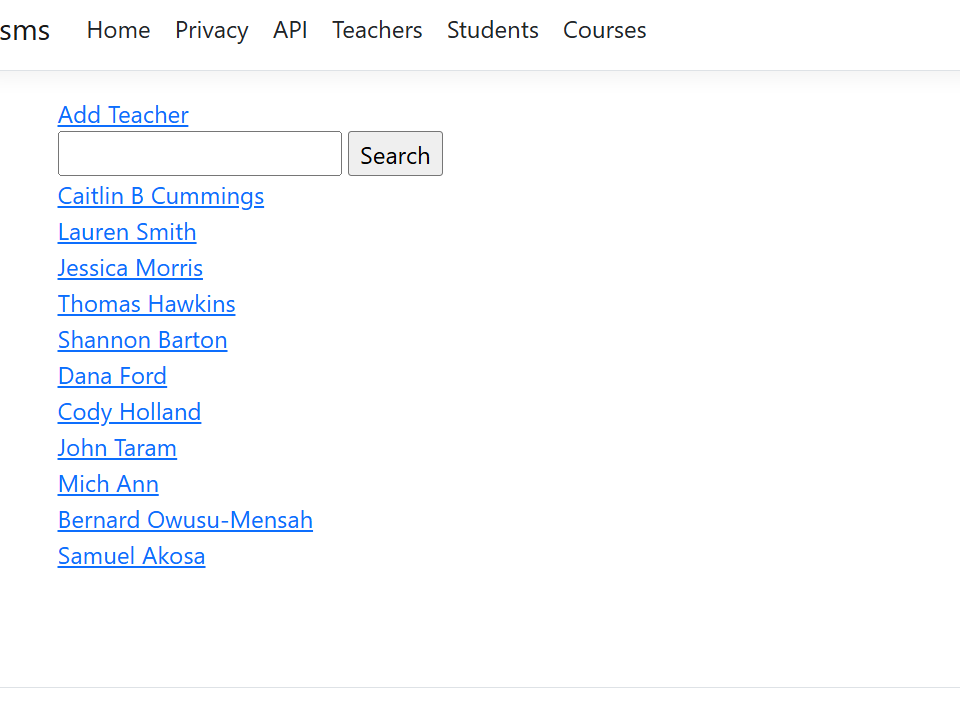 sms Home Privacy API Teachers Students Courses
Add Teacher
Search
Caitlin B Cummings
Lauren Smith
Jessica Morris
Thomas Hawkins
Shannon Barton
Dana Ford
Cody Holland
John Taram
Mich Ann
Bernard Owusu-Mensah
Samuel Akosa